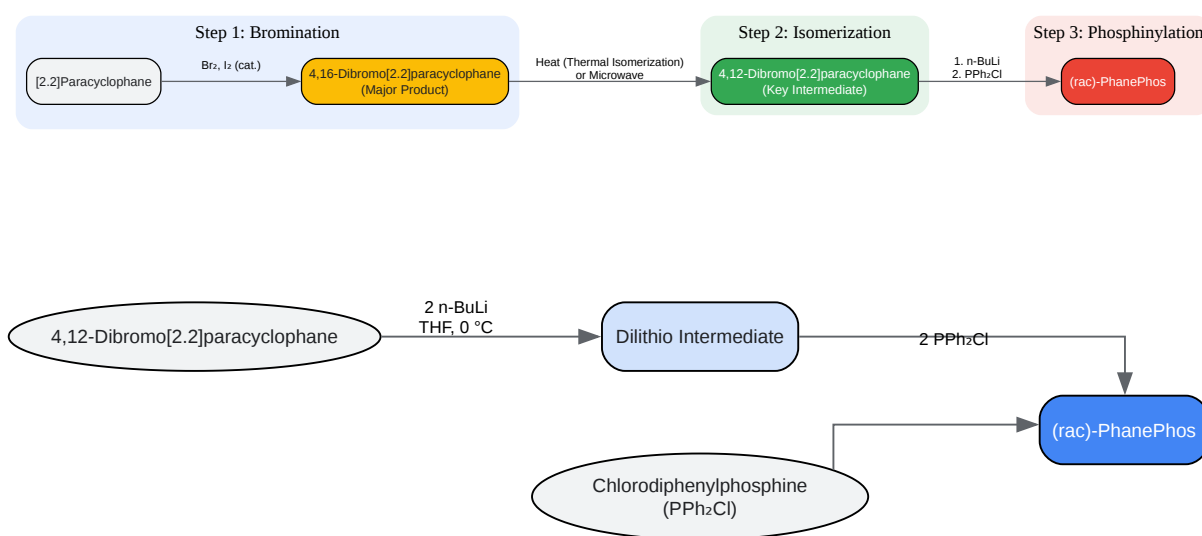 Step 1: Bromination
Step 2: Isomerization
Step 3: Phosphinylation
[2.2]Paracyclophane
Br₂, I₂ (cat.)
4,16-Dibromo[2.2]paracyclophane
(Major Product)
Heat (Thermal Isomerization)
or Microwave
4,12-Dibromo[2.2]paracyclophane
(Key Intermediate)
1. n-BuLi
2. PPh₂Cl
(rac)-PhanePhos
4,12-Dibromo[2.2]paracyclophane
2 n-BuLi
THF, 0 °C
Dilithio Intermediate
2 PPh₂Cl
(rac)-PhanePhos
Chlorodiphenylphosphine
(PPh₂Cl)